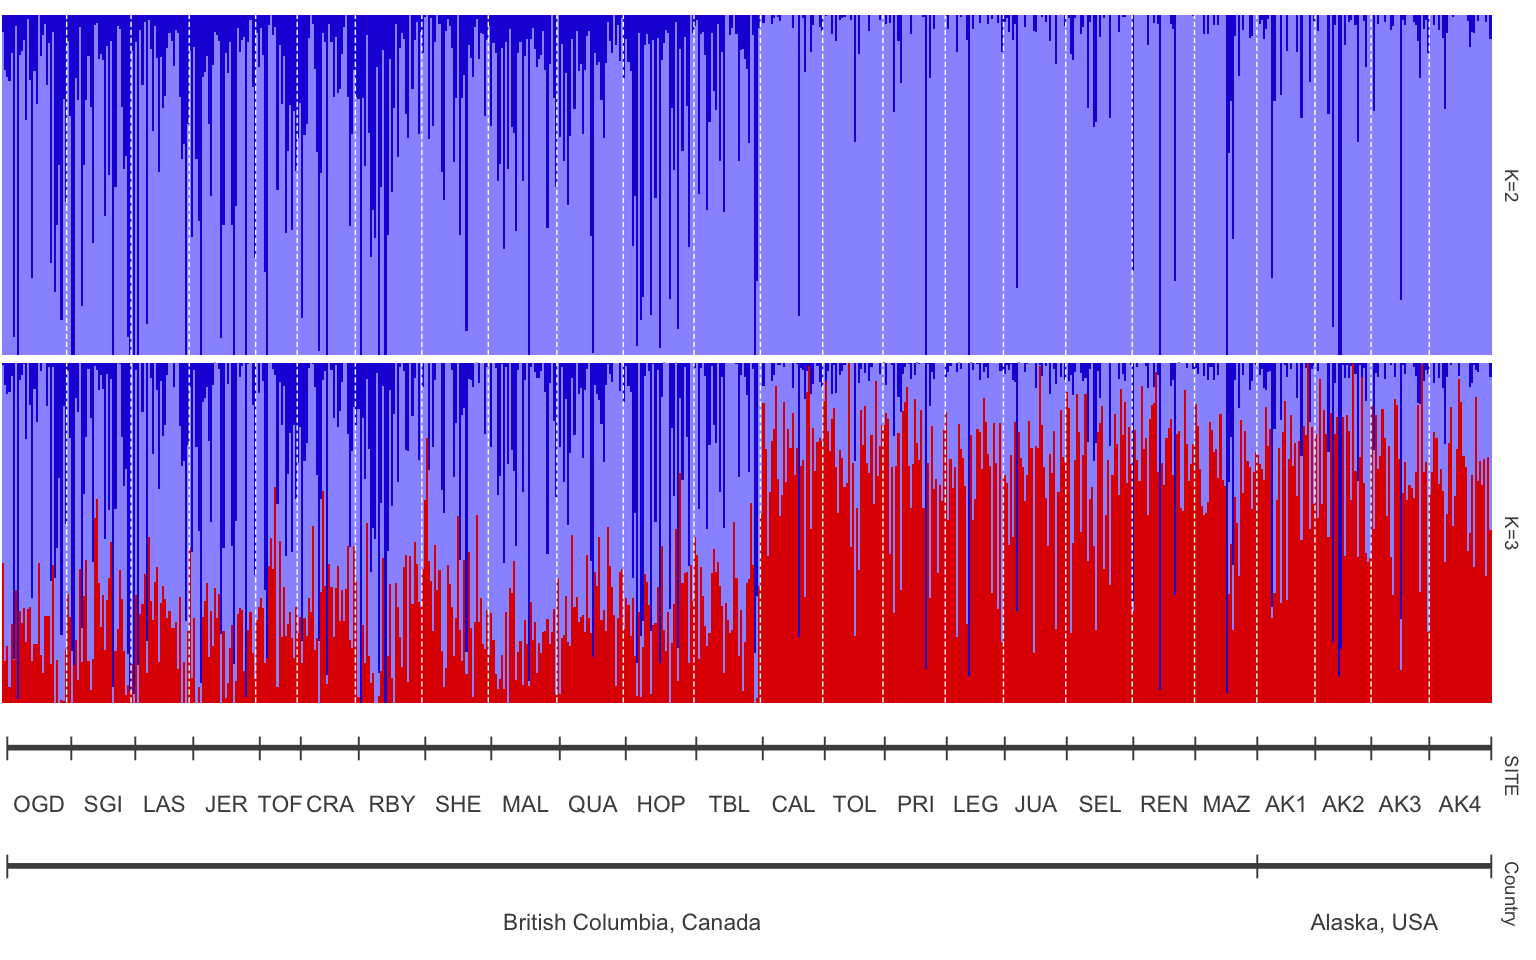 K=2
K=3
SITE
OGD SGI LAS JER TOF CRA RBY SHE MAL QUA HOP TBL CAL TOL PRI LEG JUA SEL REN MAZ AK1 AK2 AK3 AK4
Country
British Columbia, Canada Alaska, USA